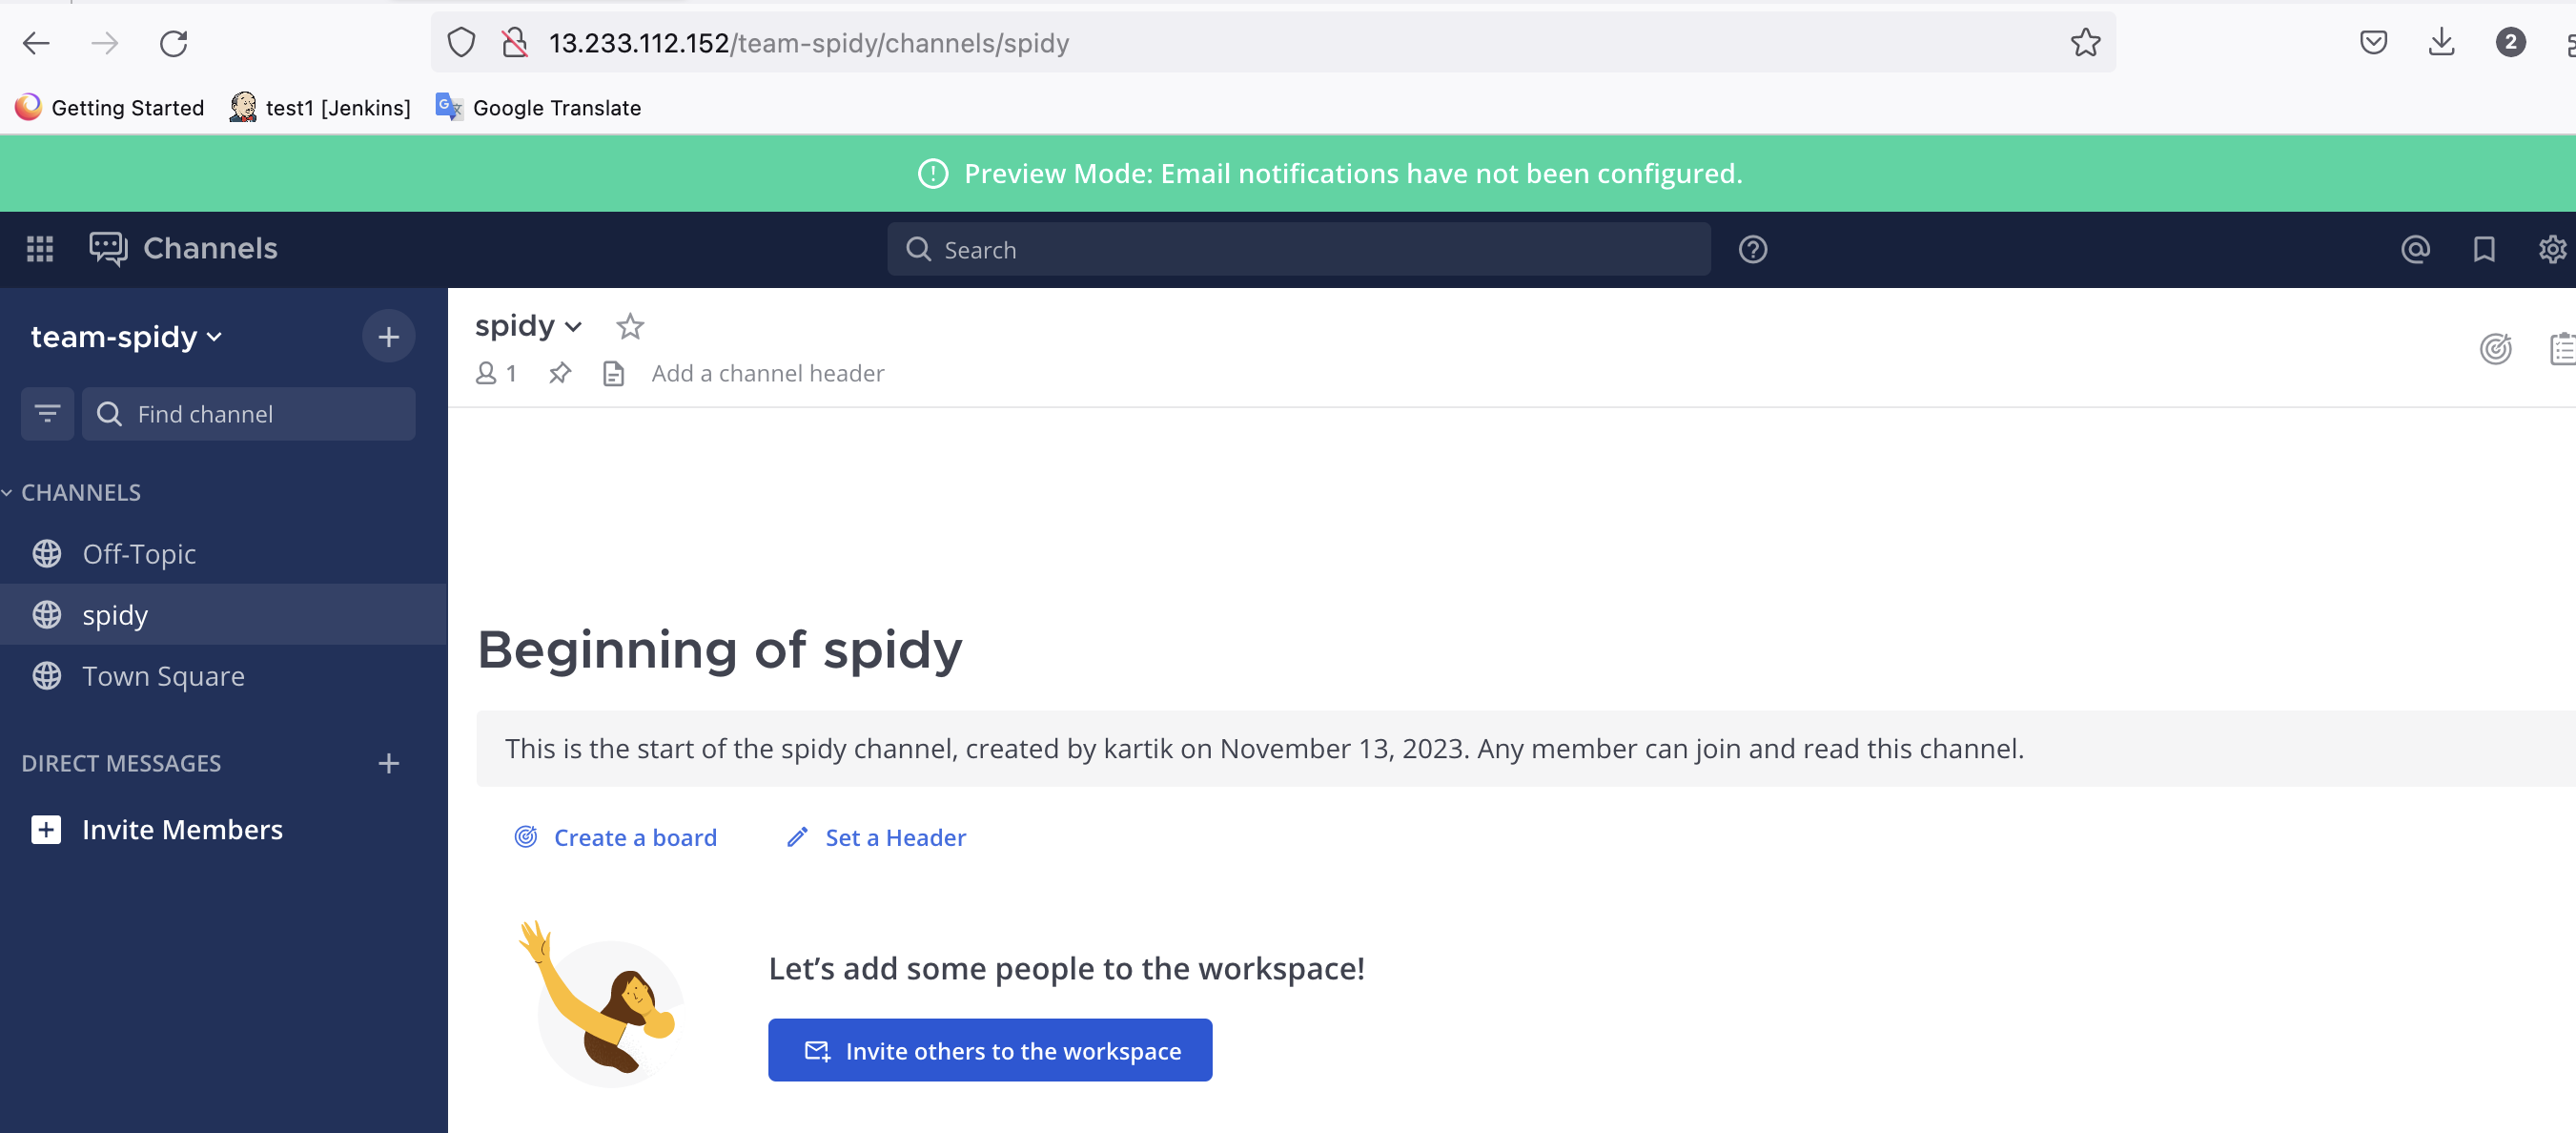 13.233.112.152/team-spidy/channels/spidy
2
Getting Started
test1 [Jenkins]
Google Translate
Preview Mode: Email notifications have not been configured.
Channels
Search
team-spidy
Find channel
CHANNELS
Off-Topic
spidy
Town Square
DIRECT MESSAGES
Invite Members
spidy
1
Add a channel header
Beginning of spidy
This is the start of the spidy channel, created by kartik on November 13, 2023. Any member can join and read this channel.
Create a board
Set a Header
Let’s add some people to the workspace!
Invite others to the workspace